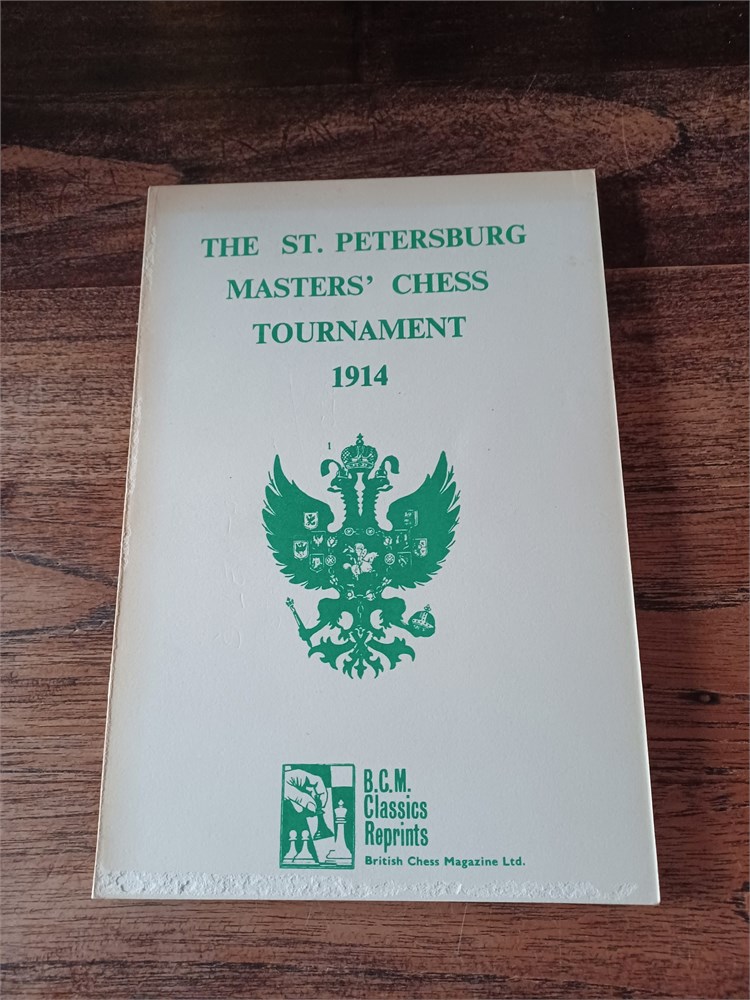 THE ST. PETERSBURG
MASTERS' CHESS
TOURNAMENT
1914
B.C.M.
Classics
Reprints
British Chess Magazine Ltd.